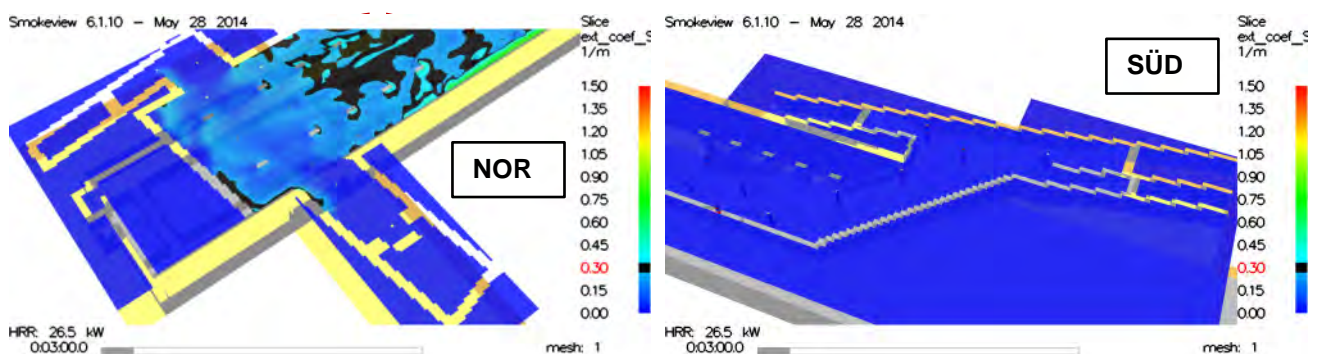 Smokeview 6.1.10 – May 28 2014
Slice
ext_coef_S
1/m
1.50
1.35
1.20
1.05
0.90
0.75
0.60
0.45
0.30
0.15
0.00
NOR
HRR: 26.5 kW
0:03:00.0
mesh: 1
Smokeview 6.1.10 – May 28 2014
Slice
ext_coef_S
1/m
SÜD
1.50
1.35
1.20
1.05
0.90
0.75
0.60
0.45
0.30
0.15
0.00
HRR: 26.5 kW
0:03:00.0
mesh: 1